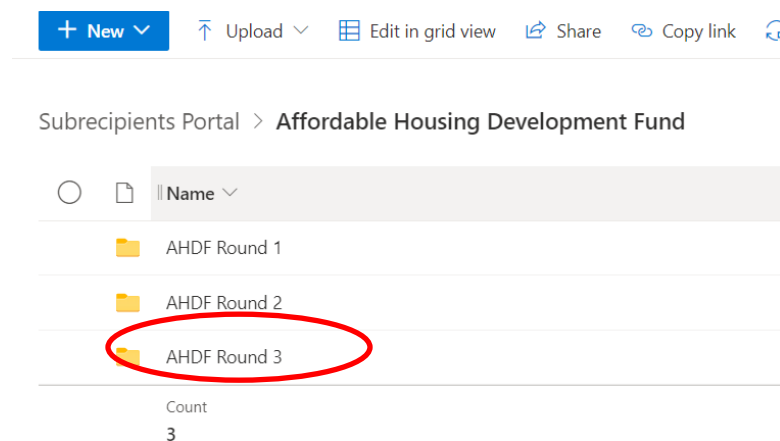 New Upload Edit in grid view Share Copy link
Subrecipients Portal > Affordable Housing Development Fund
Name
AHDF Round 1
AHDF Round 2
AHDF Round 3
Count
3